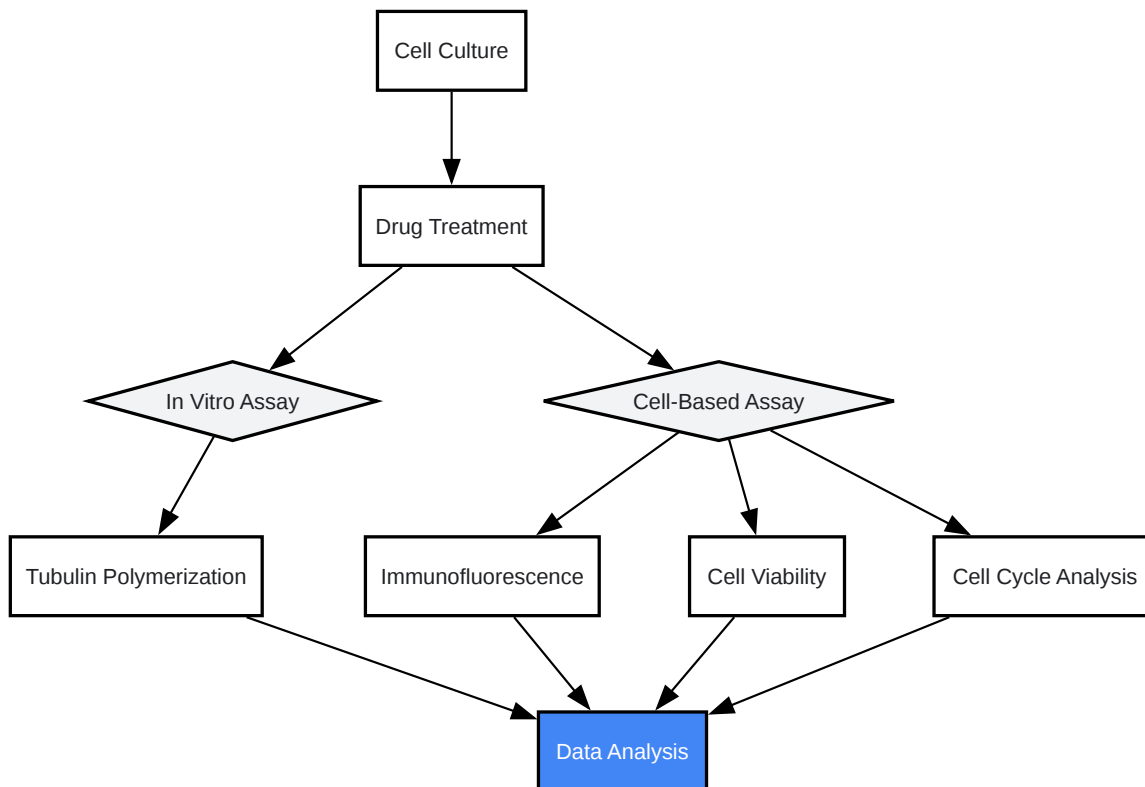 Cell Culture
Drug Treatment
In Vitro Assay
Cell-Based Assay
Tubulin Polymerization
Immunofluorescence
Cell Viability
Cell Cycle Analysis
Data Analysis